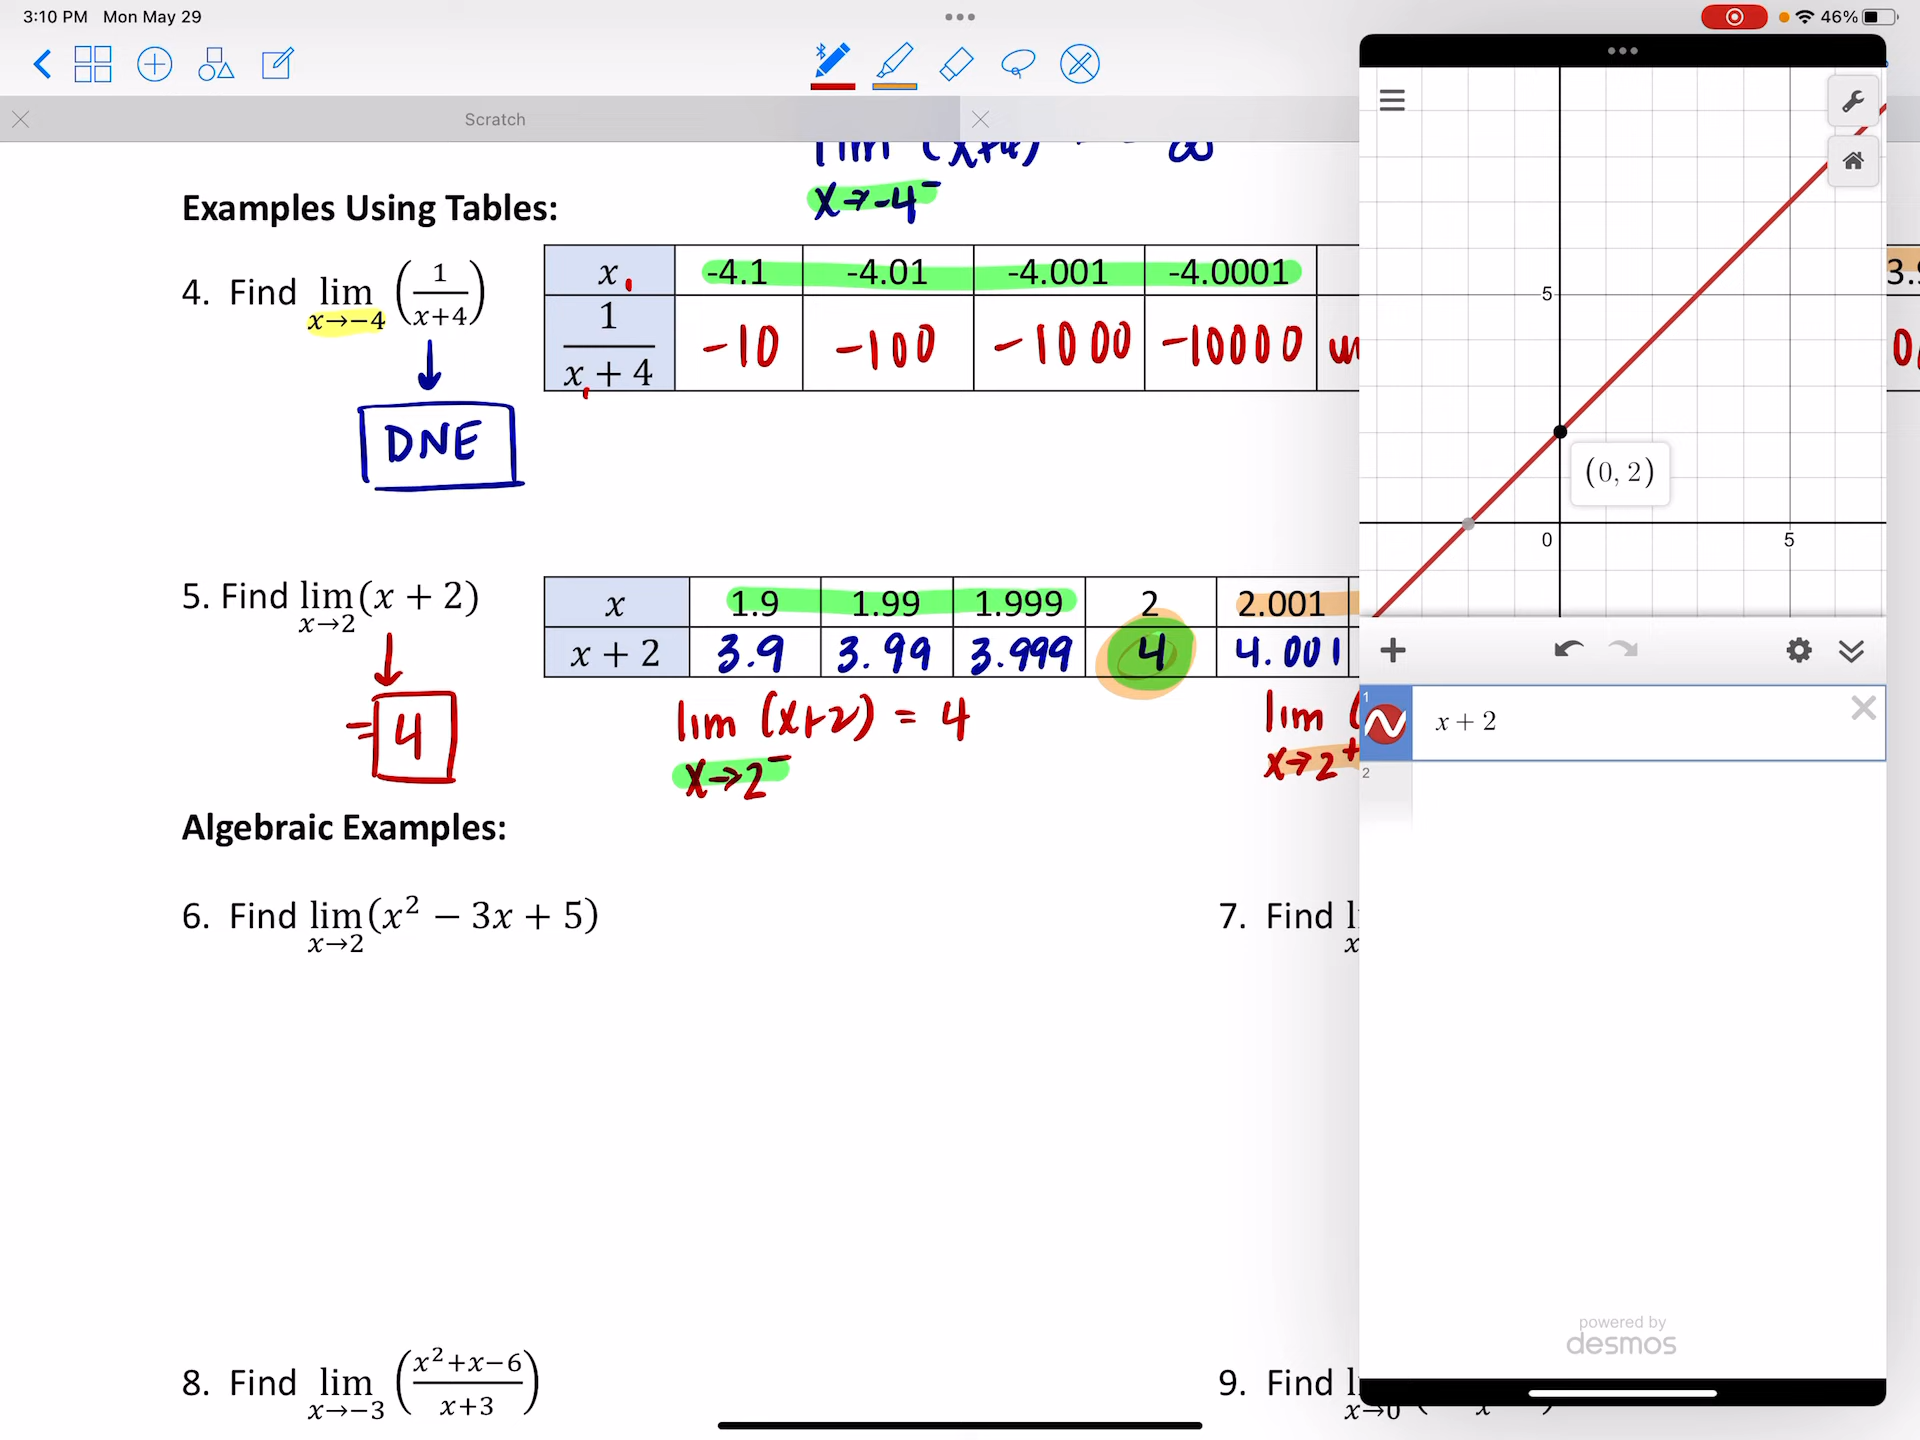 3:10 PM Mon May 29
46%
Scratch
x→-4⁻
Examples Using Tables:
4. Find lim x→−4 (1/(x+4))
x -4.1 -4.01 -4.001 -4.0001
1/(x + 4) -10 -100 -1000 -10000
DNE
5. Find lim x→2 (x + 2)
x 1.9 1.99 1.999 2 2.001
x + 2 3.9 3.99 3.999 4 4.001
= 4
lim (x+2) = 4
x→2⁻
lim (
x→2⁺
Algebraic Examples:
6. Find lim x→2 (x² − 3x + 5)
7. Find
8. Find lim x→−3 ((x²+x−6)/(x+3))
9. Find
x→0
5
(0, 2)
0 5
1
x + 2
2
powered by
desmos